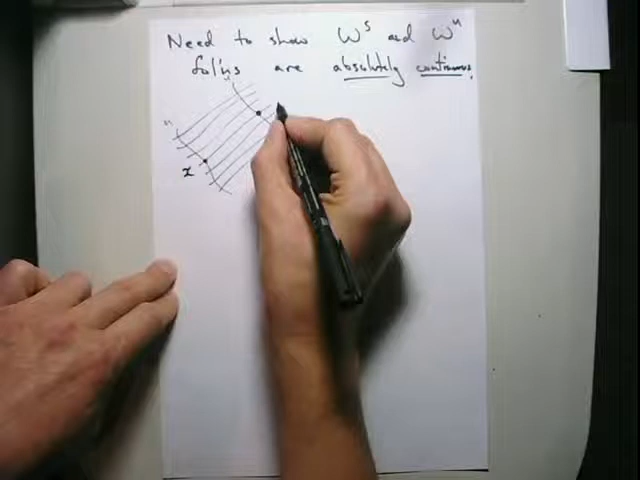 Need to show W^s and W^u
fol'ns are absolutely continuous.
u
u
x